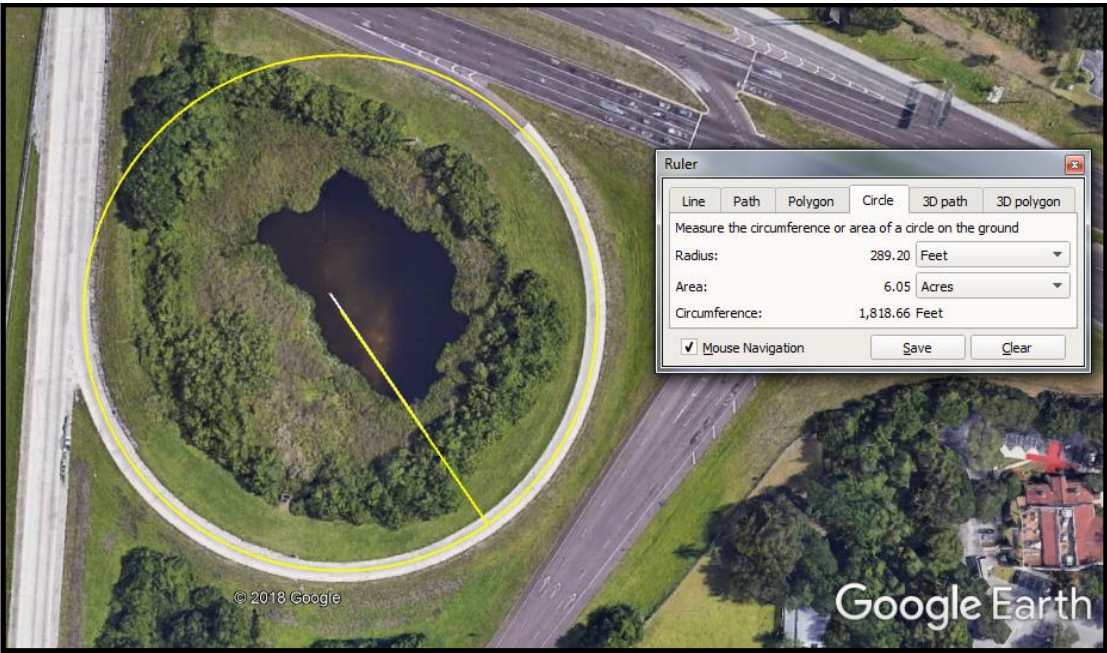 Ruler
Line Path Polygon Circle 3D path 3D polygon
Measure the circumference or area of a circle on the ground
Radius: 289.20 Feet
Area: 6.05 Acres
Circumference: 1,818.66 Feet
Mouse Navigation Save Clear
© 2018 Google
Google Earth